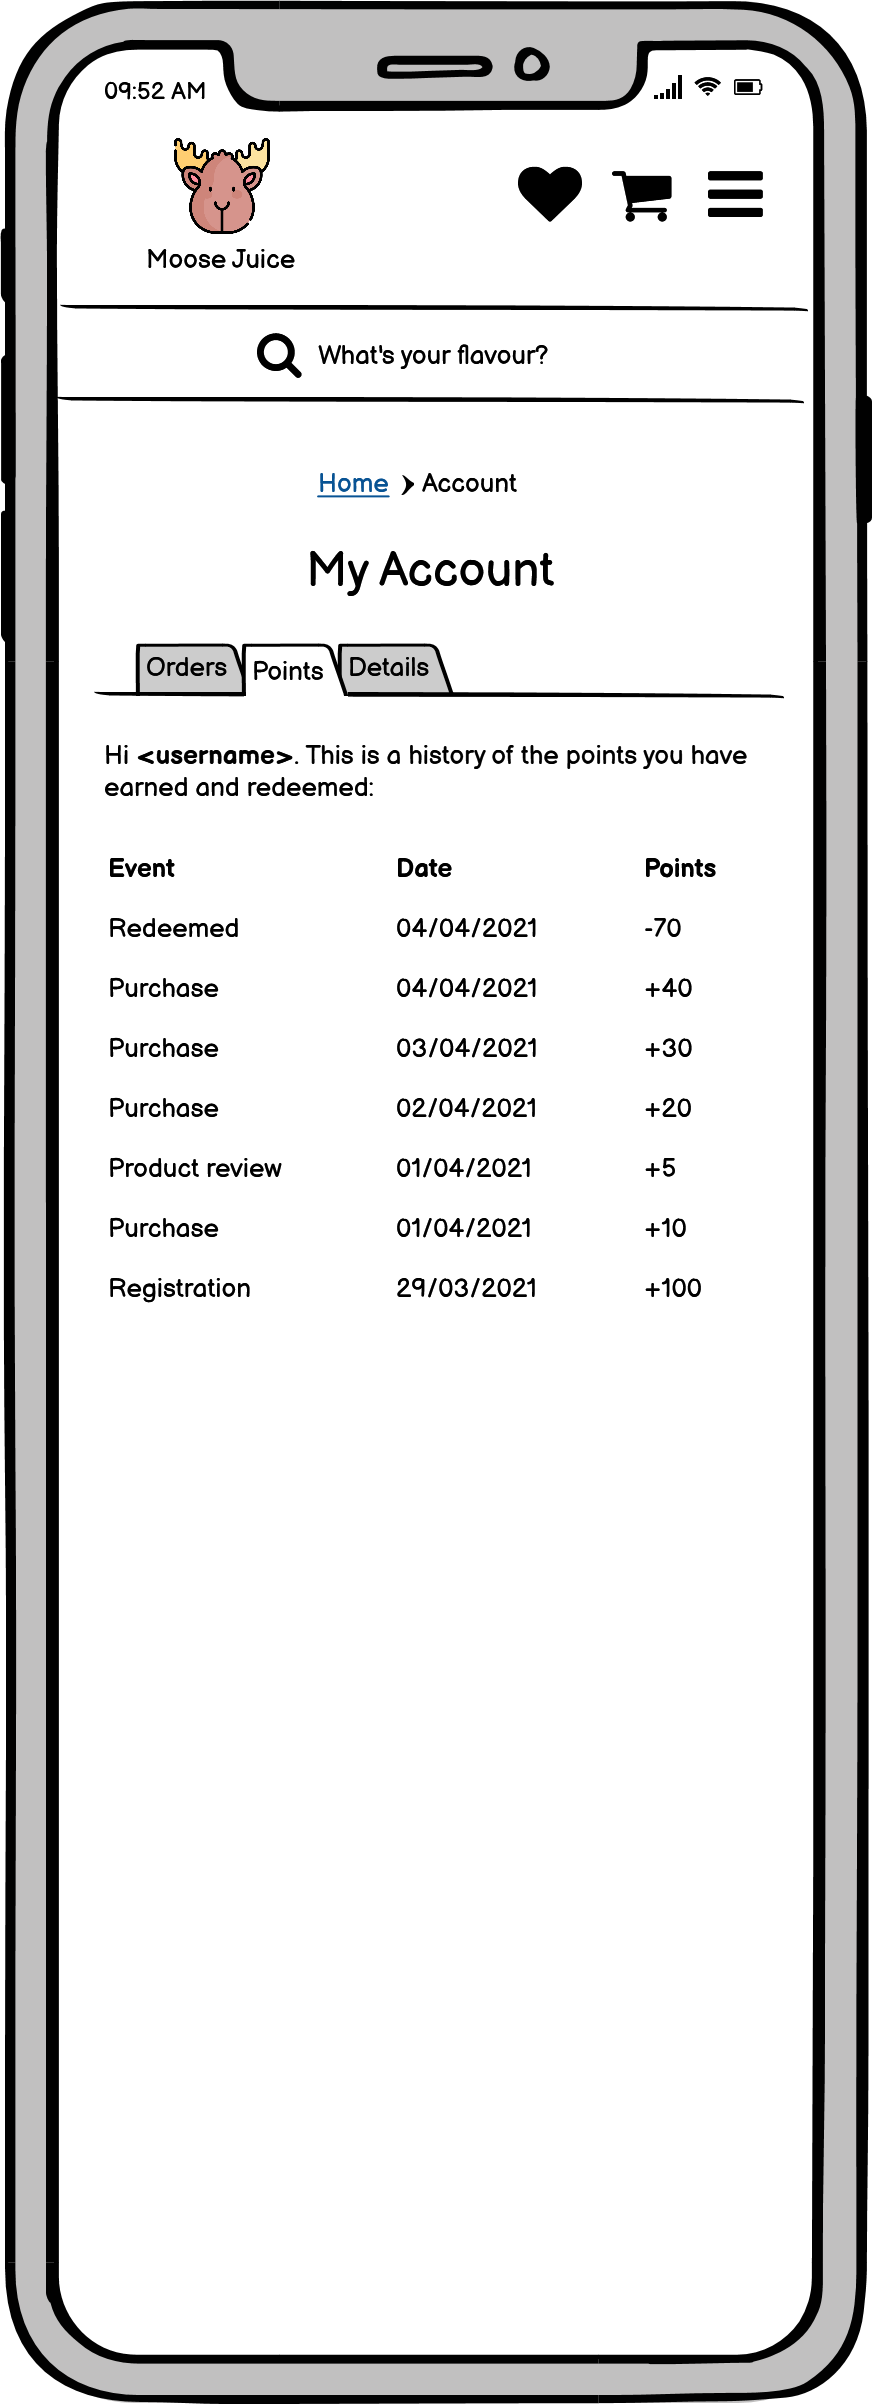 09:52 AM
Moose Juice
What's your flavour?
Home Account
My Account
Orders Points Details
Hi <username>. This is a history of the points you have
earned and redeemed:
Event Date Points
Redeemed 04/04/2021 -70
Purchase 04/04/2021 +40
Purchase 03/04/2021 +30
Purchase 02/04/2021 +20
Product review 01/04/2021 +5
Purchase 01/04/2021 +10
Registration 29/03/2021 +100